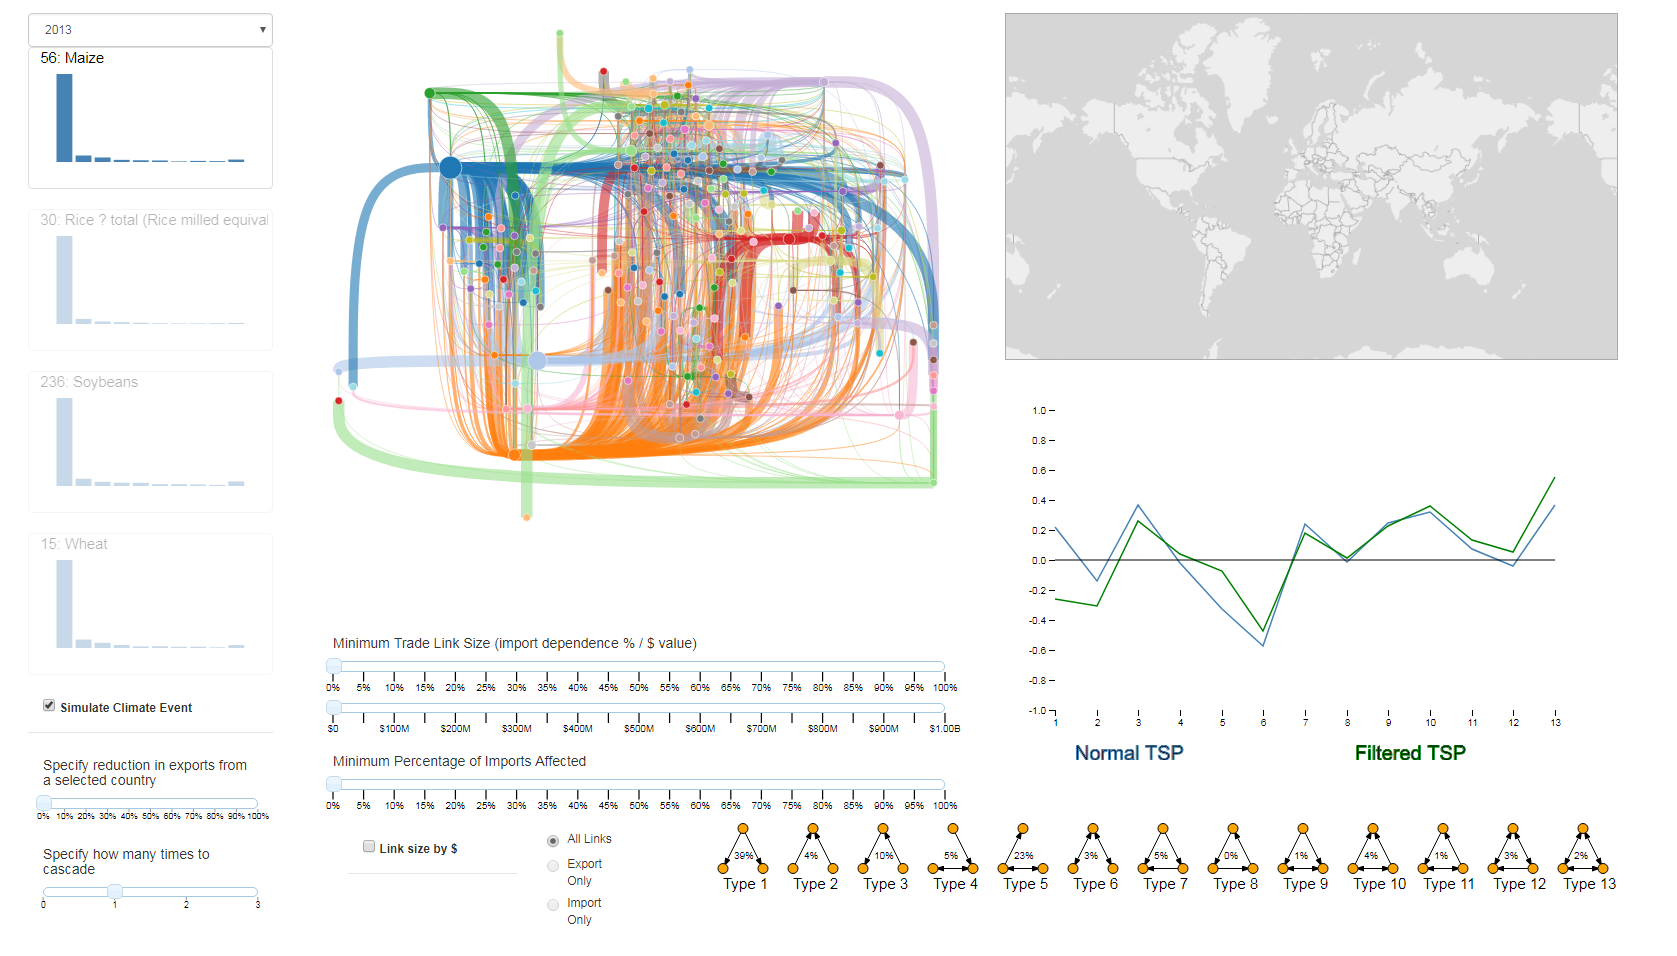 2013
56: Maize
30: Rice ? total (Rice milled equival
236: Soybeans
15: Wheat
Simulate Climate Event
Specify reduction in exports from
a selected country
0% 10% 20% 30% 40% 50% 60% 70% 80% 90% 100%
Specify how many times to
cascade
0 1 2 3
Minimum Trade Link Size (import dependence % / $ value)
0% 5% 10% 15% 20% 25% 30% 35% 40% 45% 50% 55% 60% 65% 70% 75% 80% 85% 90% 95% 100%
$0 $100M $200M $300M $400M $500M $600M $700M $800M $900M $1.00B
Minimum Percentage of Imports Affected
0% 5% 10% 15% 20% 25% 30% 35% 40% 45% 50% 55% 60% 65% 70% 75% 80% 85% 90% 95% 100%
Link size by $
All Links
Export
Only
Import
Only
1.0
0.8
0.6
0.4
0.2
0.0
-0.2
-0.4
-0.6
-0.8
-1.0
1 2 3 4 5 6 7 8 9 10 11 12 13
Normal TSP Filtered TSP
39% 4% 10% 5% 23% 3% 5% 0% 1% 4% 1% 3% 2%
Type 1 Type 2 Type 3 Type 4 Type 5 Type 6 Type 7 Type 8 Type 9 Type 10 Type 11 Type 12 Type 13